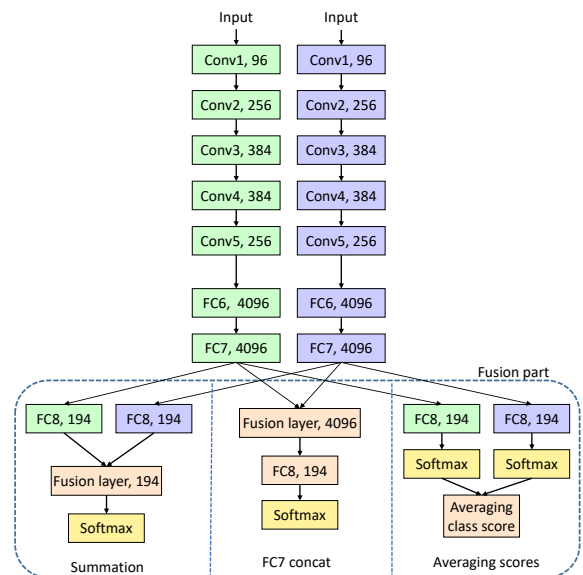 Input
Input
Conv1, 96
Conv1, 96
Conv2, 256
Conv2, 256
Conv3, 384
Conv3, 384
Conv4, 384
Conv4, 384
Conv5, 256
Conv5, 256
FC6, 4096
FC6, 4096
FC7, 4096
FC7, 4096
Fusion part
FC8, 194
FC8, 194
Fusion layer, 194
Softmax
Summation
Fusion layer, 4096
FC8, 194
Softmax
FC7 concat
FC8, 194
FC8, 194
Softmax
Softmax
Averaging
class score
Averaging scores